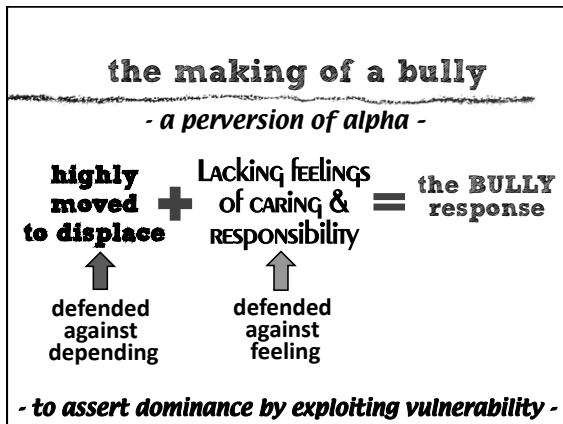 the making of a bully
- a perversion of alpha -
highly
moved
to displace
+
Lacking feelings
of caring &
responsibility
=
the BULLY
response
defended
against
depending
defended
against
feeling
- to assert dominance by exploiting vulnerability -